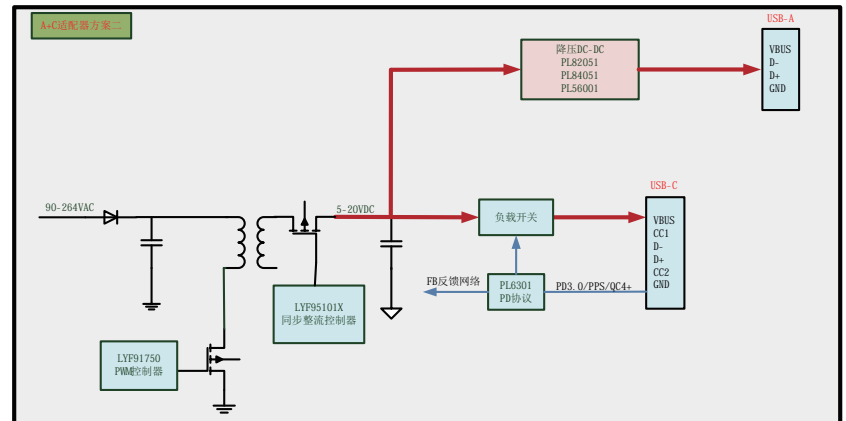 A+C适配器方案二
USB-A
降压DC-DC
PL82051
PL84051
PL56001
VBUS
D-
D+
GND
90-264VAC
5-20VDC
负载开关
USB-C
VBUS
CC1
D-
D+
CC2
GND
FB反馈网络
PL6301
PD协议
PD3.0/PPS/QC4+
LYF95101X
同步整流控制器
LYF91750
PWM控制器